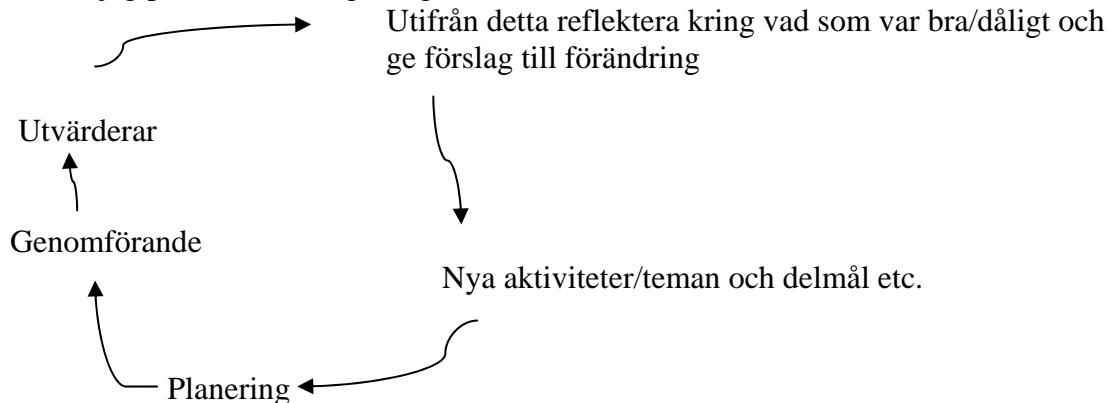 Utifrån detta reflektera kring vad som var bra/dåligt och
ge förslag till förändring
Utvärderar
Genomförande
Nya aktiviteter/teman och delmål etc.
Planering